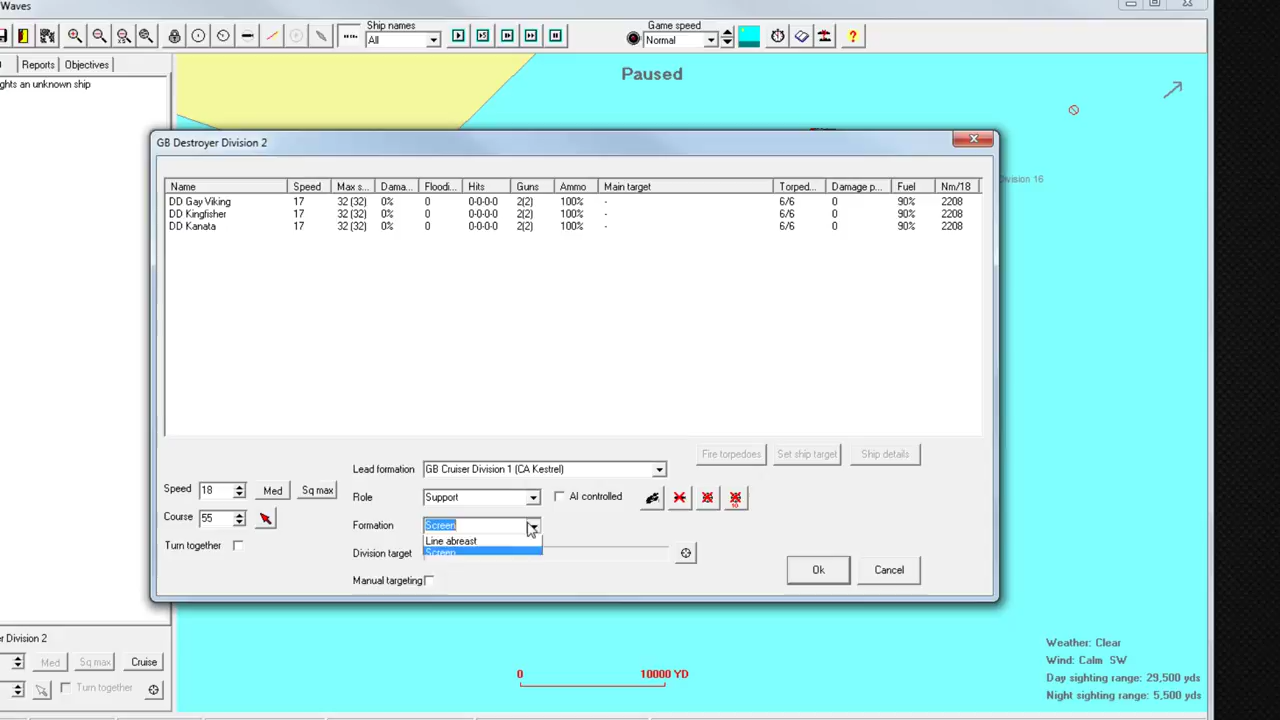 Waves
Ship names
All
Game speed
Normal
Reports
Objectives
ghts an unknown ship
Paused
GB Destroyer Division 2
Name Speed Max s... Dama... Floodi... Hits Guns Ammo Main target Torped... Damage p... Fuel Nm/18
DD Gay Viking 17 32 (32) 0% 0 0-0-0-0 2(2) 100% - 6/6 0 90% 2208
DD Kingfisher 17 32 (32) 0% 0 0-0-0-0 2(2) 100% - 6/6 0 90% 2208
DD Kanata 17 32 (32) 0% 0 0-0-0-0 2(2) 100% - 6/6 0 90% 2208
ivision 16
Fire torpedoes Set ship target Ship details
Lead formation GB Cruiser Division 1 (CA Kestrel)
Speed 18 Med Sq max
Role Support AI controlled
10
Course 55
Formation Screen
Line abreast
Screen
Turn together
Division target
Manual targeting
Ok Cancel
er Division 2
Med Sq max Cruise
Turn together
0 10000 YD
Weather: Clear
Wind: Calm SW
Day sighting range: 29,500 yds
Night sighting range: 5,500 yds